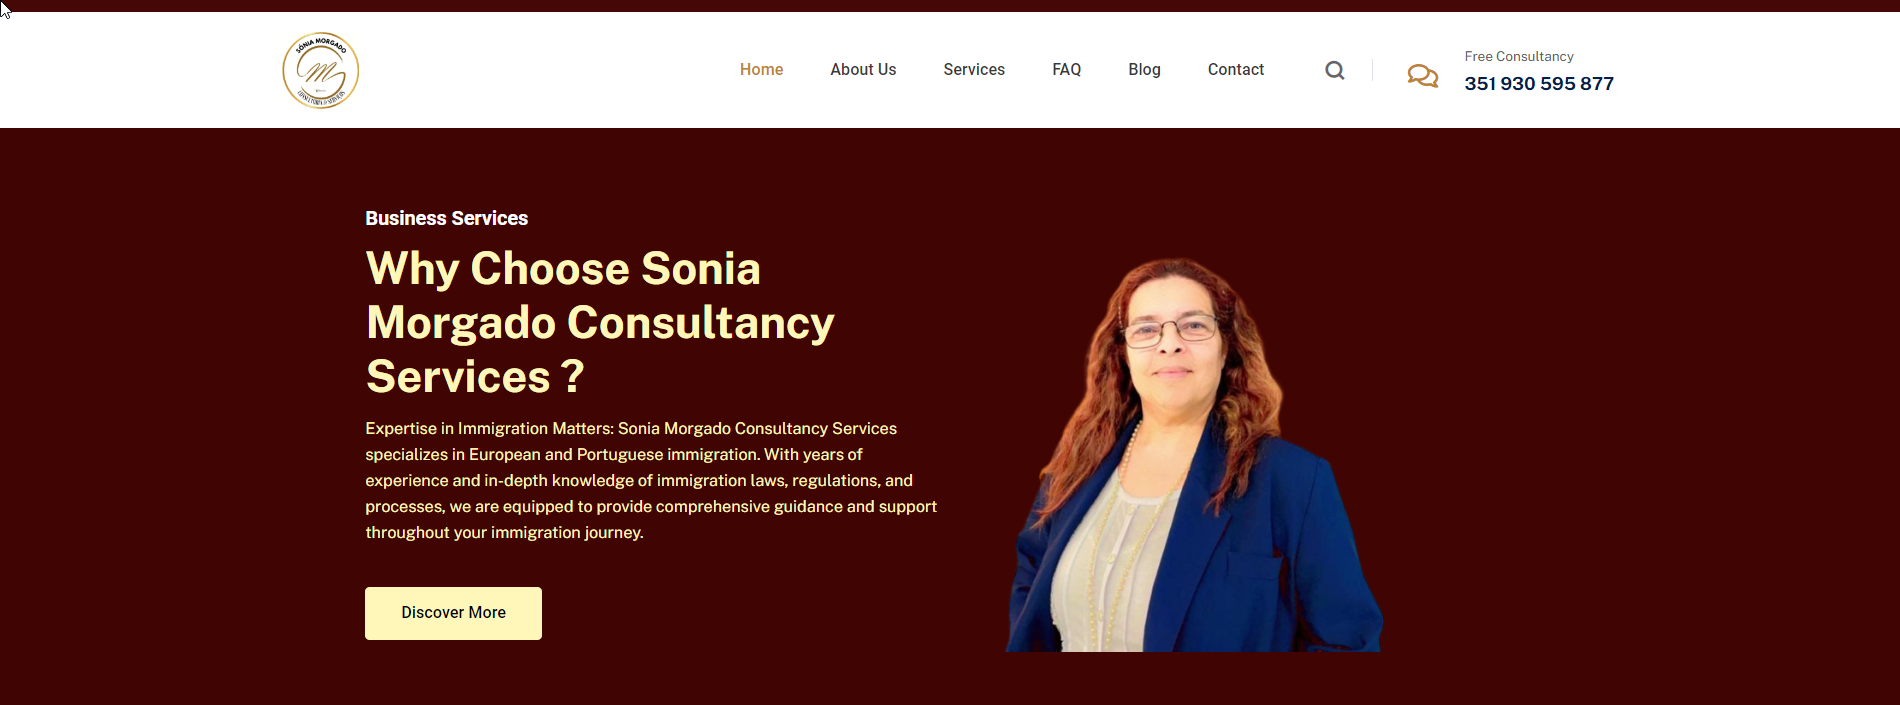 SÓNIA MORGADO
CONSULTORIA & SERVIÇOS
Home
About Us
Services
FAQ
Blog
Contact
Free Consultancy
351 930 595 877
Business Services
Why Choose Sonia
Morgado Consultancy
Services ?
Expertise in Immigration Matters: Sonia Morgado Consultancy Services
specializes in European and Portuguese immigration. With years of
experience and in-depth knowledge of immigration laws, regulations, and
processes, we are equipped to provide comprehensive guidance and support
throughout your immigration journey.
Discover More